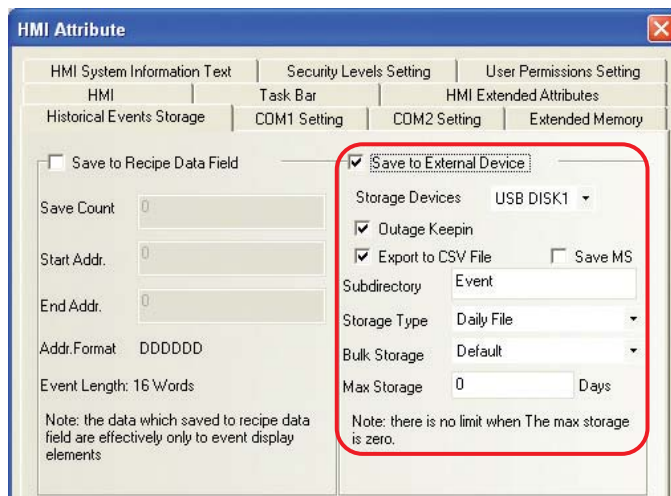 HMI Attribute
HMI System Information Text
Security Levels Setting
User Permissions Setting
HMI
Task Bar
HMI Extended Attributes
Historical Events Storage
COM1 Setting
COM2 Setting
Extended Memory
Save to Recipe Data Field
Save Count
0
Start Addr.
0
End Addr.
0
Addr.Format DDDDDD
Event Length: 16 Words
Note: the data which saved to recipe data
field are effectively only to event display
elements
Save to External Device
Storage Devices USB DISK1
Outage Keepin
Export to CSV File
Save MS
Subdirectory Event
Storage Type Daily File
Bulk Storage Default
Max Storage 0 Days
Note: there is no limit when The max storage
is zero.